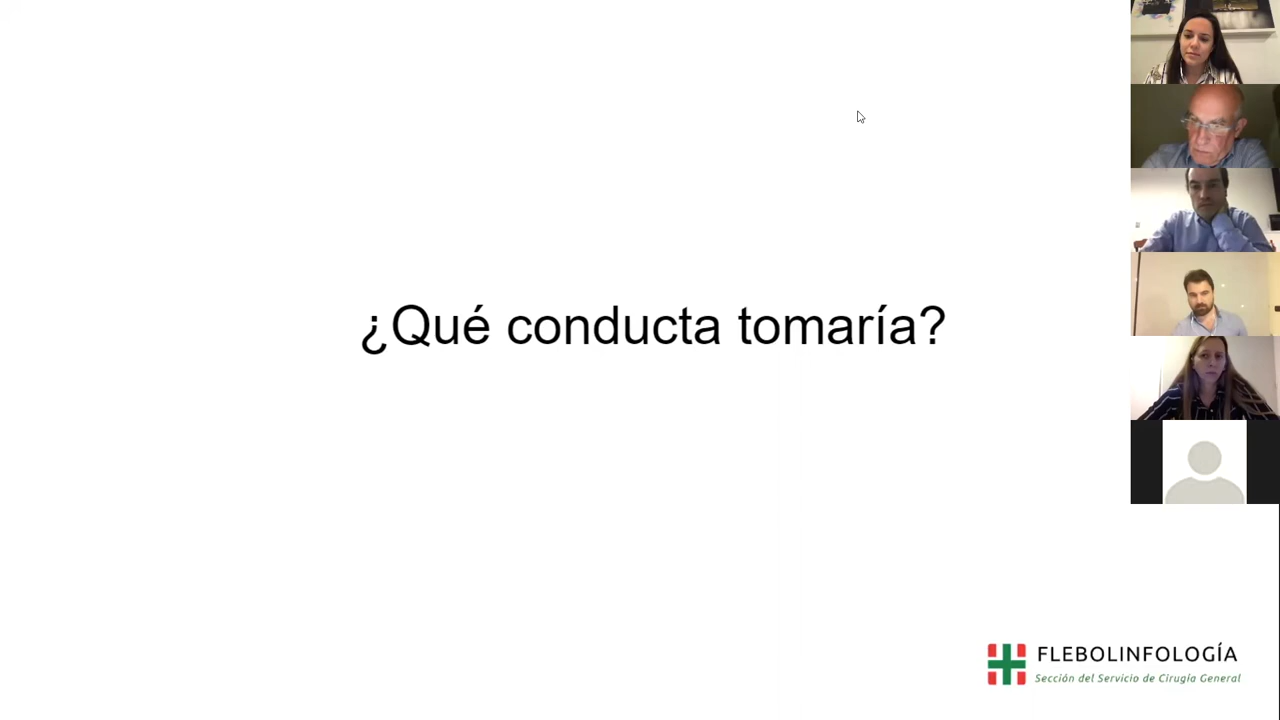 ¿Qué conducta tomaría?
FLEBOLINFOLOGÍA
Sección del Servicio de Cirugía General